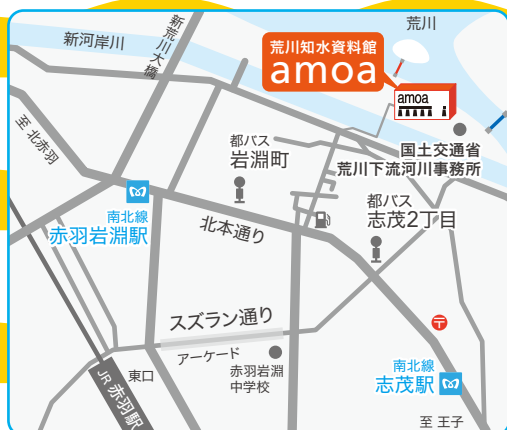 荒川
新河岸川
新荒川大橋
荒川知水資料館
amoa
amoa
至 北赤羽
都バス
岩淵町
国土交通省
荒川下流河川事務所
都バス
志茂2丁目
南北線
赤羽岩淵駅
北本通り
スズラン通り
アーケード
赤羽岩淵
中学校
東口
JR 赤羽駅
南北線
志茂駅
至 王子